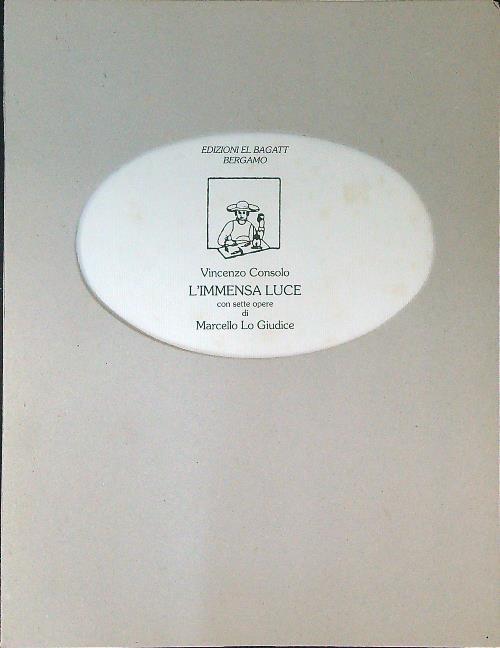 EDIZIONI EL BAGATT
BERGAMO
Vincenzo Consolo
L'IMMENSA LUCE
con sette opere
di
Marcello Lo Giudice